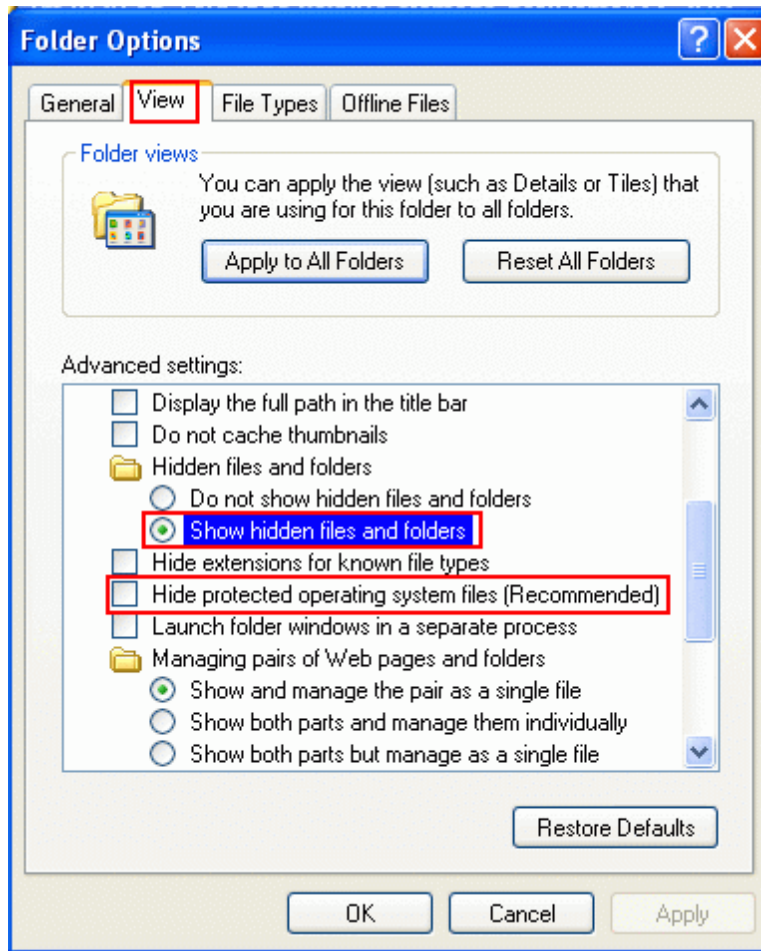 Folder Options
?
General View File Types Offline Files
Folder views
You can apply the view (such as Details or Tiles) that
you are using for this folder to all folders.
Apply to All Folders Reset All Folders
Advanced settings:
Display the full path in the title bar
Do not cache thumbnails
Hidden files and folders
Do not show hidden files and folders
Show hidden files and folders
Hide extensions for known file types
Hide protected operating system files (Recommended)
Launch folder windows in a separate process
Managing pairs of Web pages and folders
Show and manage the pair as a single file
Show both parts and manage them individually
Show both parts but manage as a single file
Restore Defaults
OK Cancel Apply